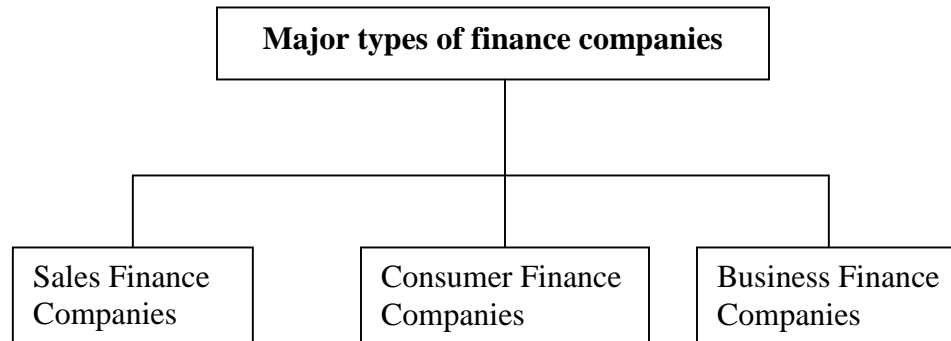 Major types of finance companies
Sales Finance
Companies
Consumer Finance
Companies
Business Finance
Companies